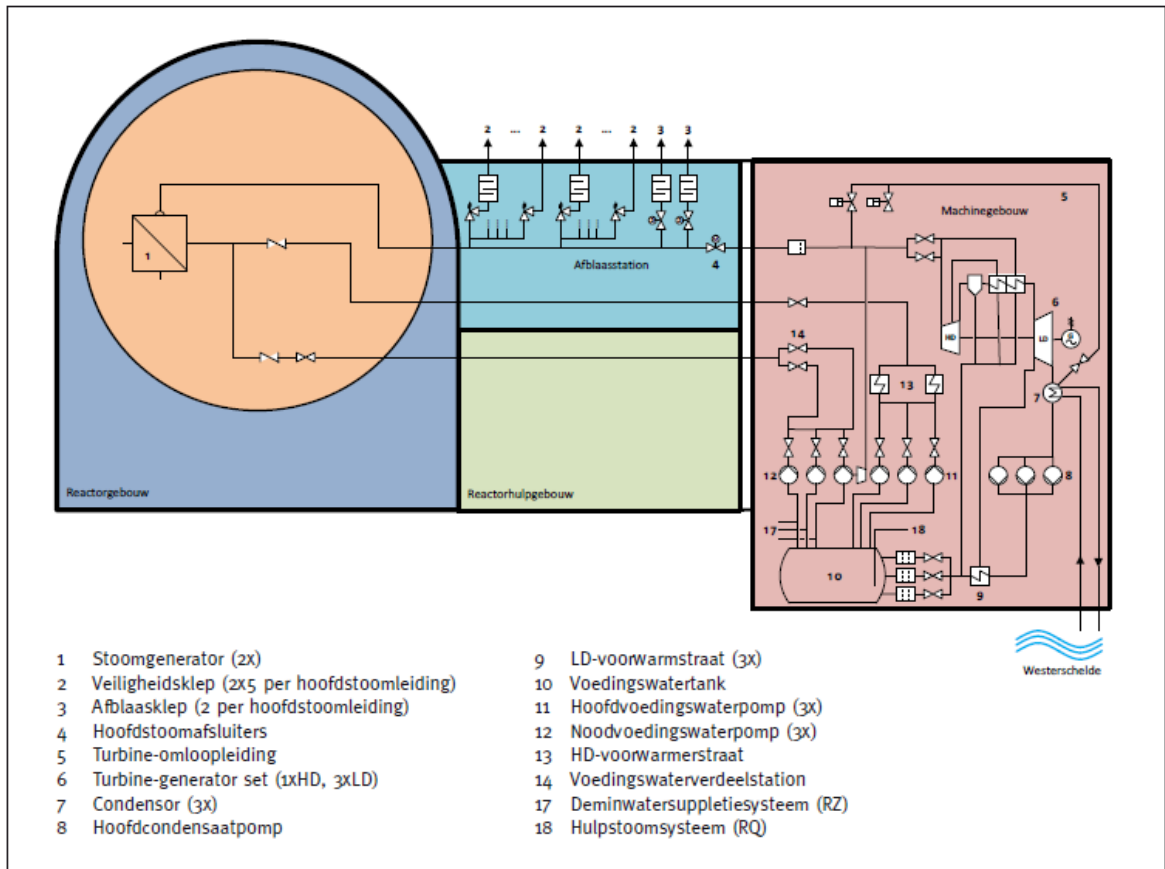 2 ... 2 2 ... 2 3 3
5
Machinegebouw
1
Afblaasstation
4
6
HD
LD
G
14
13
7
Reactorgebouw
Reactorhulpgebouw
12
11
8
17
18
10
9
Westerschelde
1 Stoomgenerator (2x)
2 Veiligheidsklep (2x5 per hoofdstoomleiding)
3 Afblaasklep (2 per hoofdstoomleiding)
4 Hoofdstoomafsluiters
5 Turbine-omloopleiding
6 Turbine-generator set (1xHD, 3xLD)
7 Condensor (3x)
8 Hoofdcondensaatpomp
9 LD-voorwarmstraat (3x)
10 Voedingswatertank
11 Hoofdvoedingswaterpomp (3x)
12 Noodvoedingswaterpomp (3x)
13 HD-voorwarmerstraat
14 Voedingswaterverdeelstation
17 Deminwatersuppletiesysteem (RZ)
18 Hulpstoomsysteem (RQ)